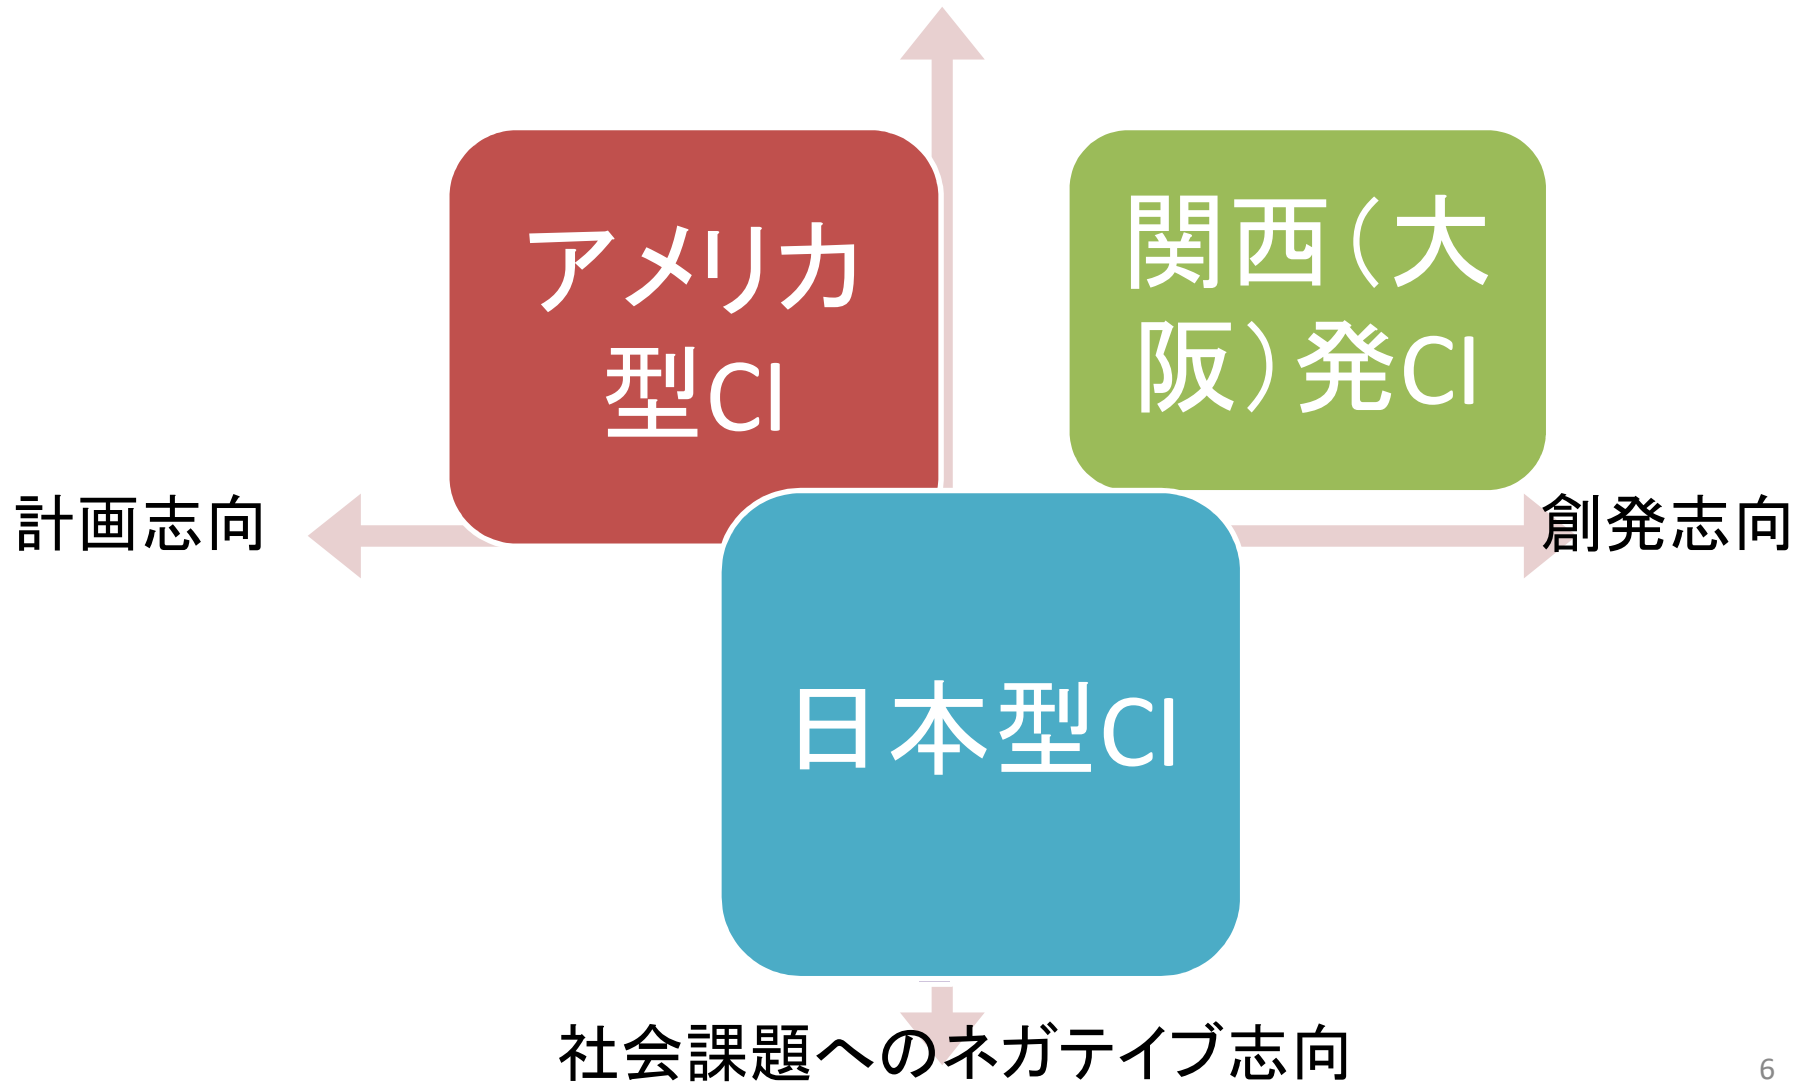 アメリカ
型CI
関西（大
阪）発CI
計画志向
創発志向
日本型CI
社会課題へのネガテイブ志向
6